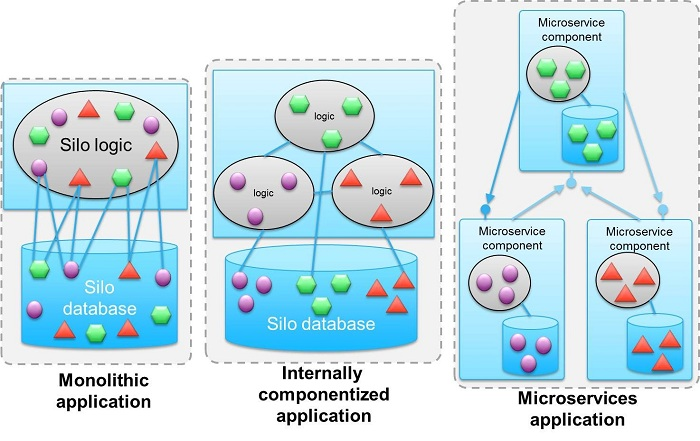 Silo logic
Silo
database
Monolithic
application
logic
logic
logic
Silo database
Internally
componentized
application
Microservice
component
Microservice
component
Microservice
component
Microservices
application